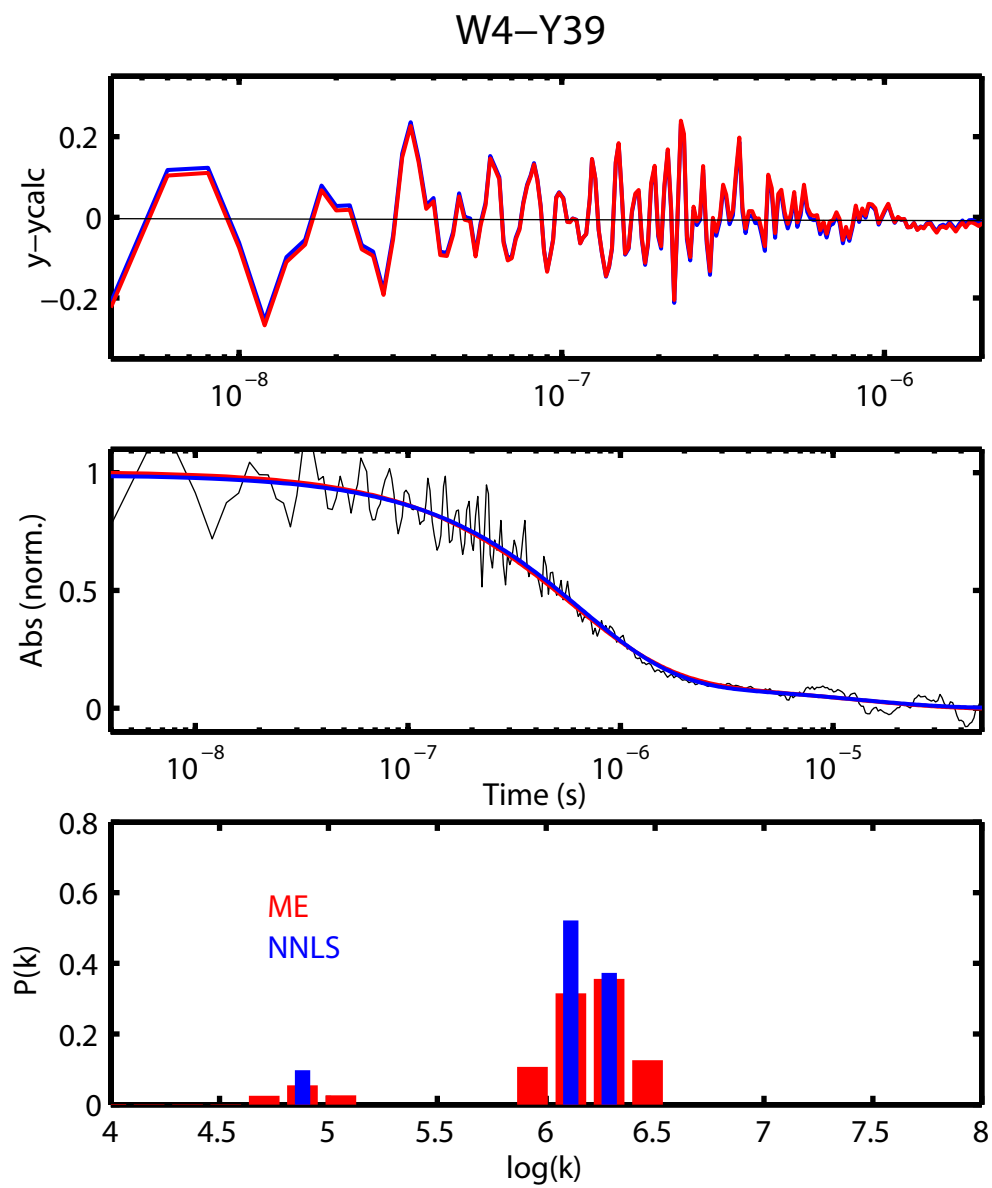 W4−Y39
y−ycalc
0.2
0
−0.2
10−8 10−7 10−6
Abs (norm.)
1
0.5
0
10−8 10−7 10−6 10−5
Time (s)
P(k)
0.8
0.6
0.4
0.2
0
ME
NNLS
4 4.5 5 5.5 6 6.5 7 7.5 8
log(k)